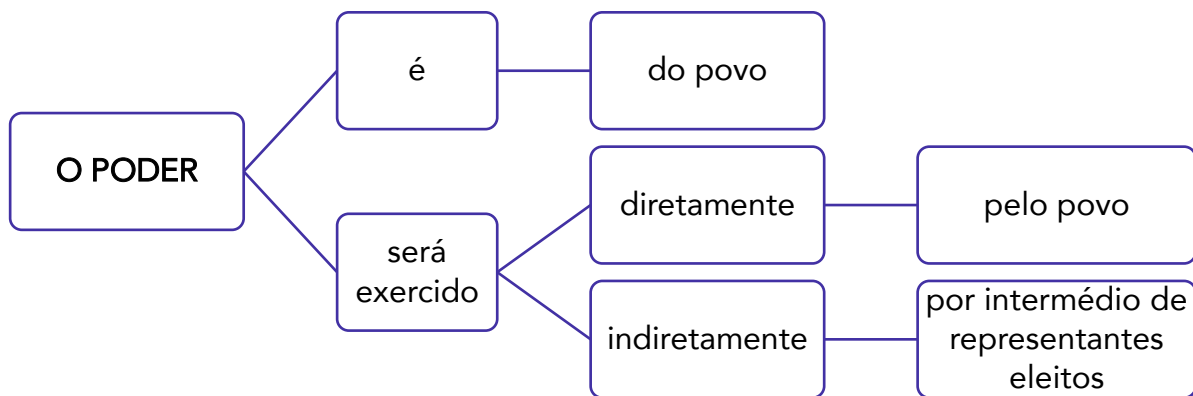 O PODER
é
do povo
será
exercido
diretamente
pelo povo
indiretamente
por intermédio de
representantes
eleitos